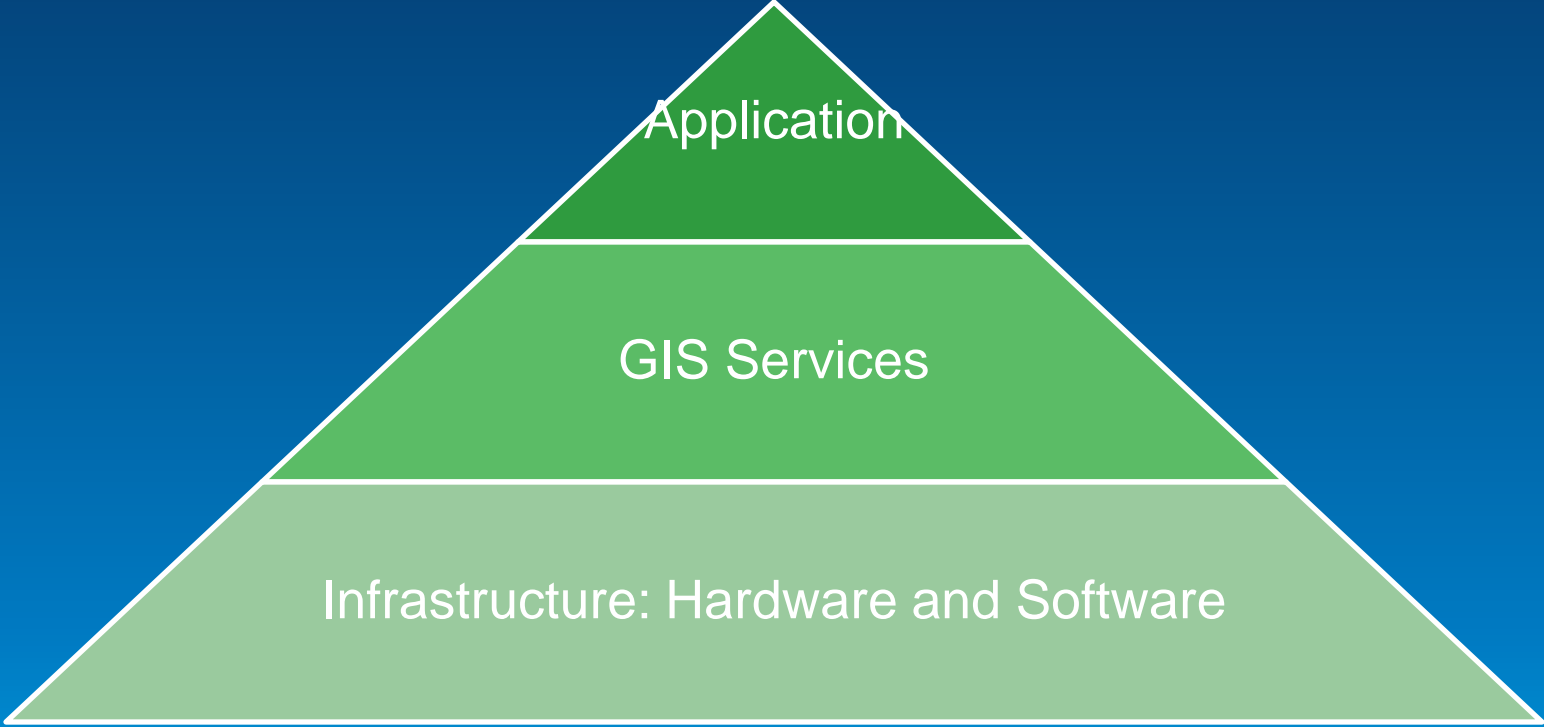 Application
GIS Services
Infrastructure: Hardware and Software